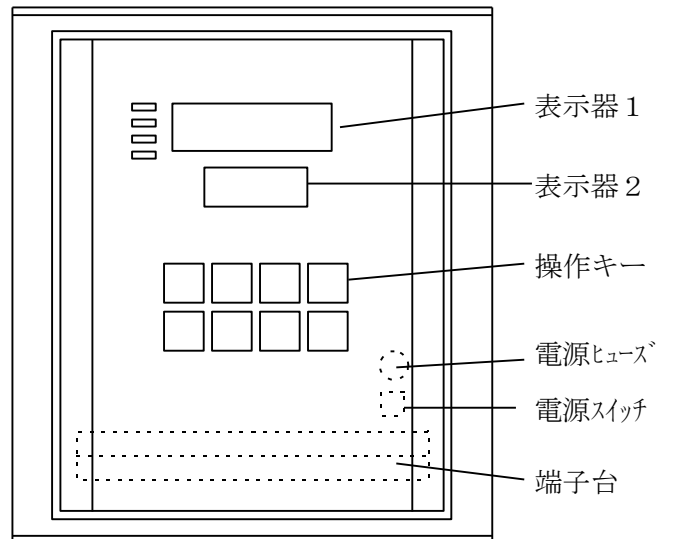 表示器１
表示器２
操作キー
電源ﾋｭｰｽﾞ
電源ｽｲｯﾁ
端子台